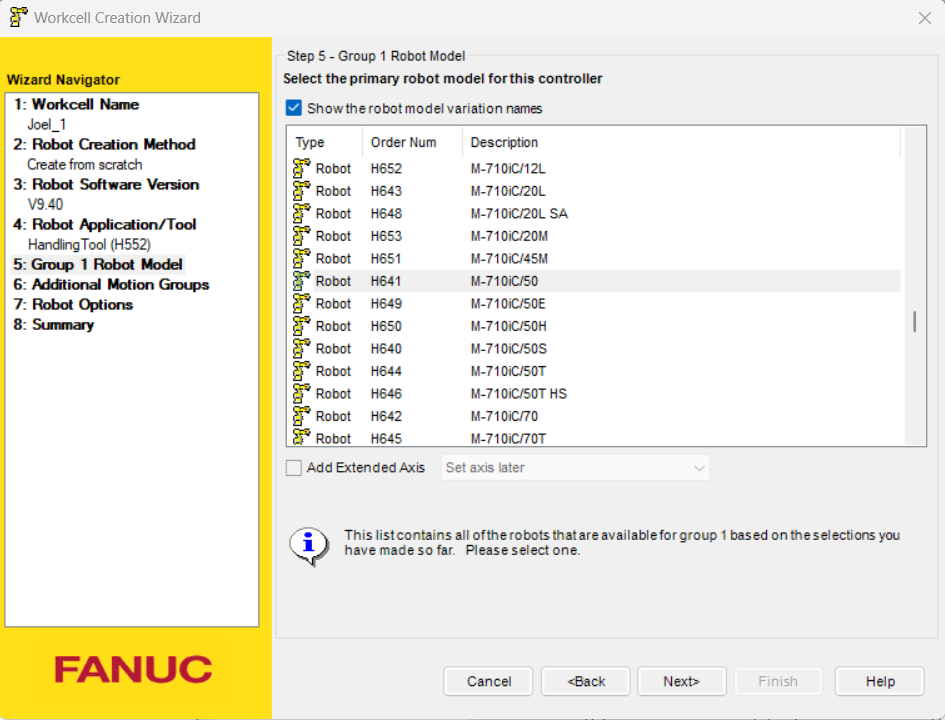 Workcell Creation Wizard
Wizard Navigator
1: Workcell Name
Joel_1
2: Robot Creation Method
Create from scratch
3: Robot Software Version
V9.40
4: Robot Application/Tool
HandlingTool (H552)
5: Group 1 Robot Model
6: Additional Motion Groups
7: Robot Options
8: Summary
FANUC
Step 5 - Group 1 Robot Model
Select the primary robot model for this controller
Show the robot model variation names
Type Order Num Description
Robot H652 M-710iC/12L
Robot H643 M-710iC/20L
Robot H648 M-710iC/20L SA
Robot H653 M-710iC/20M
Robot H651 M-710iC/45M
Robot H641 M-710iC/50
Robot H649 M-710iC/50E
Robot H650 M-710iC/50H
Robot H640 M-710iC/50S
Robot H644 M-710iC/50T
Robot H646 M-710iC/50T HS
Robot H642 M-710iC/70
Robot H645 M-710iC/70T
Add Extended Axis Set axis later
This list contains all of the robots that are available for group 1 based on the selections you
have made so far. Please select one.
Cancel <Back Next> Finish Help